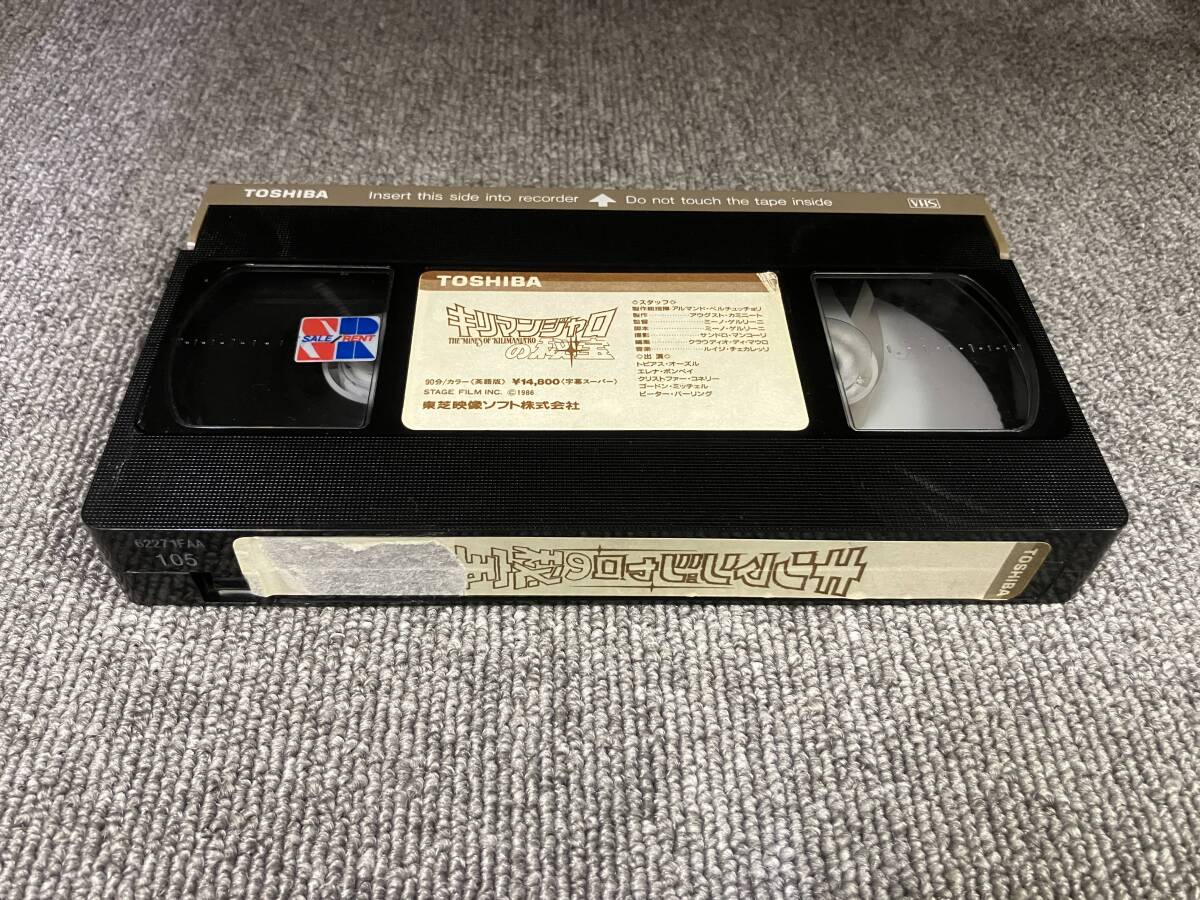 TOSHIBA Insert this side into recorder Do not touch the tape inside VHS
SALE RENT
TOSHIBA
キリマンジャロ
THE MINES OF KILIMANJARO
の秘宝
90分/カラー〈英語版〉 ¥14,800〈字幕スーパー〉
STAGE FILM INC. ©1986
東芝映像ソフト株式会社
◇スタッフ◇
製作総指揮 アルマンド・ベルチュッチョリ
製作 アウグスト・カミニート
監督 ミーノ・ゲルリーニ
脚本 ミーノ・ゲルリーニ
撮影 サンドロ・マンコーリ
編集 クラウディオ・ディ・マウロ
音楽 ルイジ・チェカレッリ
◇出演◇
トビアス・オーズル
エレナ・ポンペイ
クリストファー・コネリー
ゴードン・ミッチェル
ピーター・バーリング
62271FAA
105
キリマンジャロの秘宝
TOSHIBA